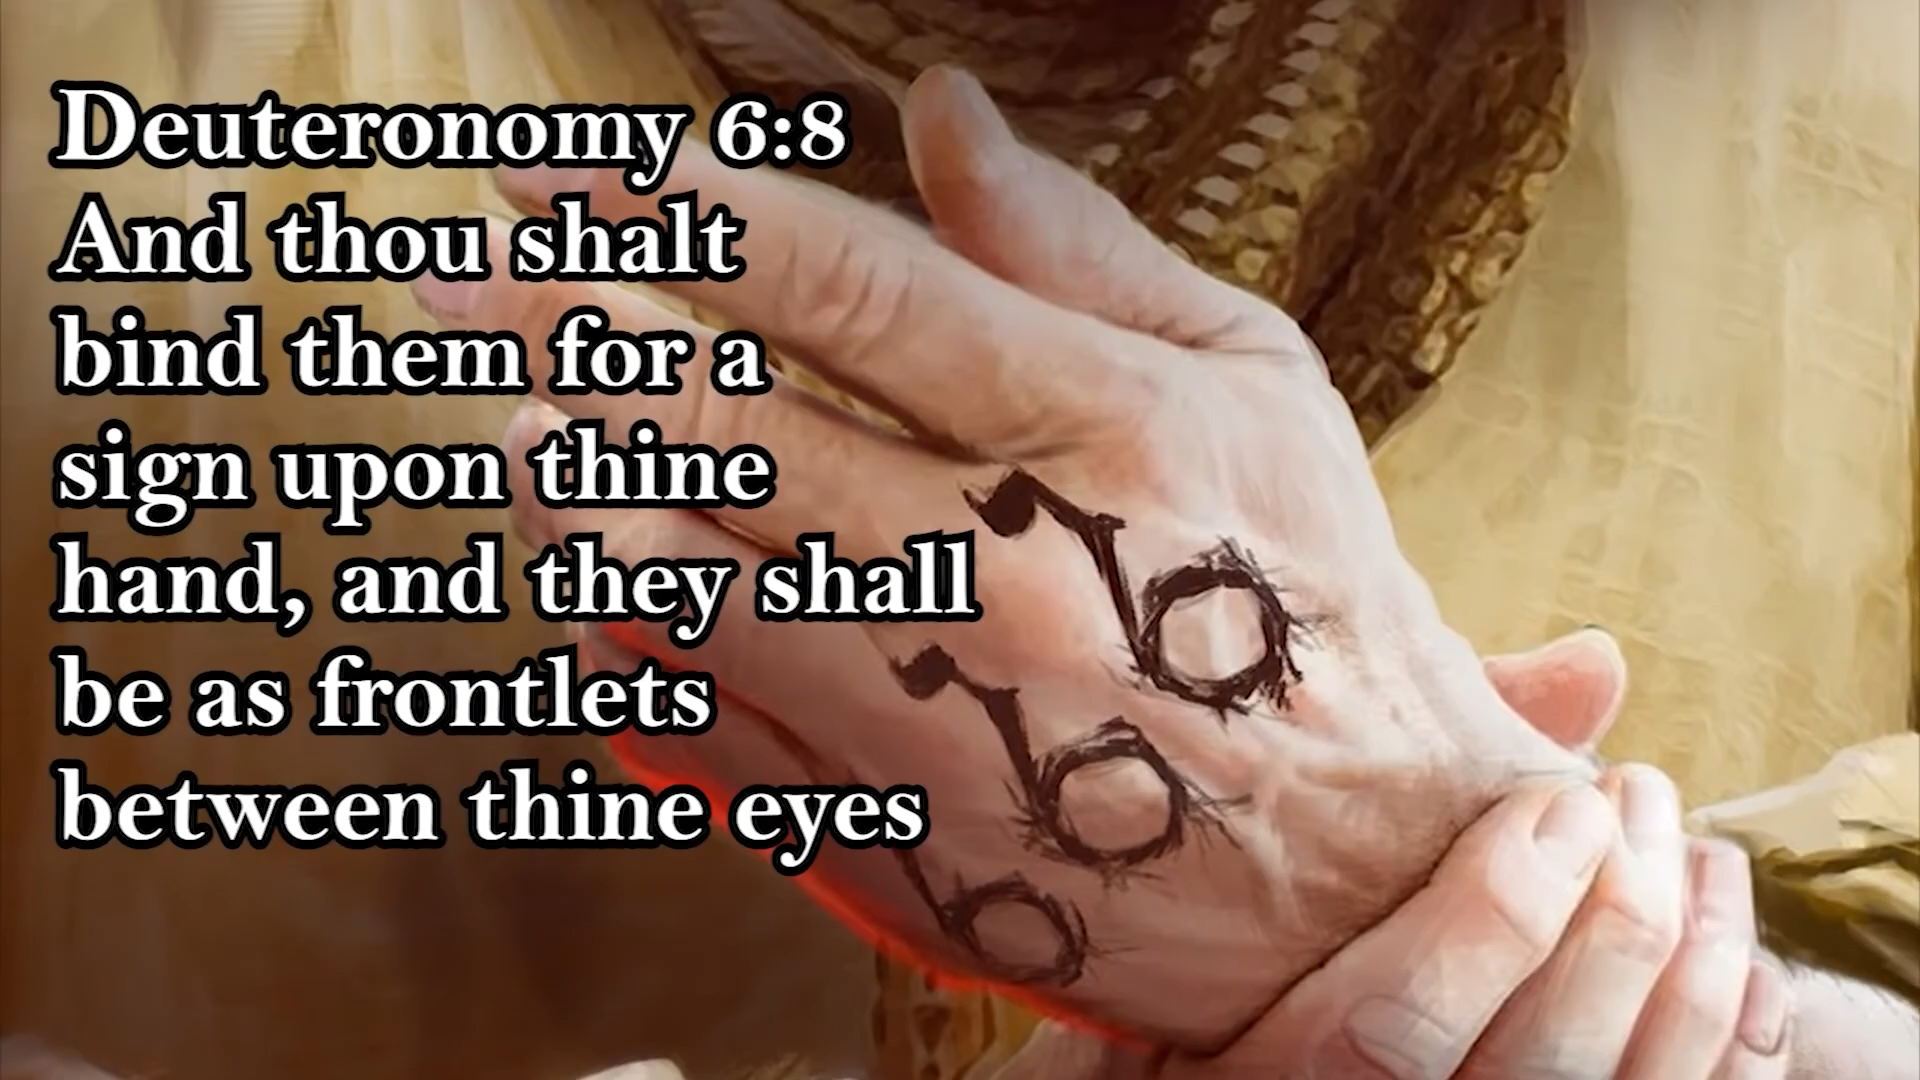 Deuteronomy 6:8
And thou shalt
bind them for a
sign upon thine
hand, and they shall
be as frontlets
between thine eyes
666